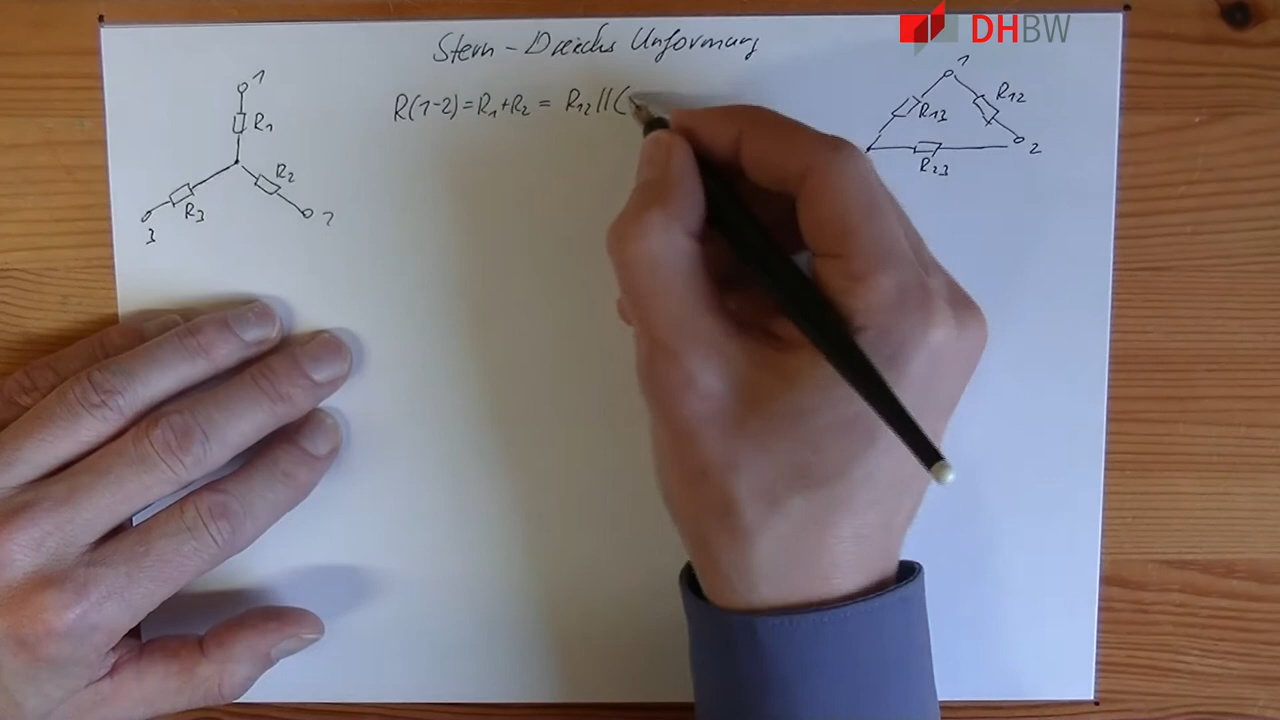 Stern - Dreiecks Umformung
DHBW
R(1-2) = R1 + R2 = R12 || (
1
R1
R2
R3
2
3
1
R13
R12
2
R23